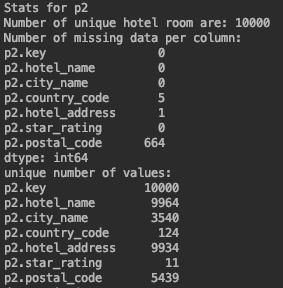 Stats for p2
Number of unique hotel room are: 10000
Number of missing data per column:
p2.key 0
p2.hotel_name 0
p2.city_name 0
p2.country_code 5
p2.hotel_address 1
p2.star_rating 0
p2.postal_code 664
dtype: int64
unique number of values:
p2.key 10000
p2.hotel_name 9964
p2.city_name 3540
p2.country_code 124
p2.hotel_address 9934
p2.star_rating 11
p2.postal_code 5439